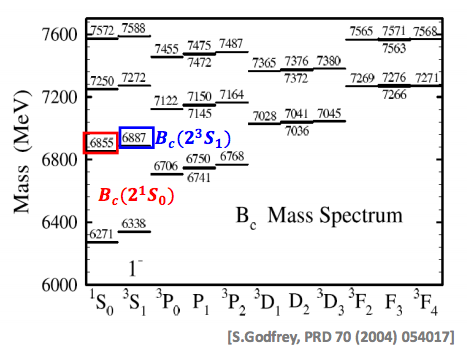 7600
7200
6800
6400
6000
Mass (MeV)
7572 7588 7455 7475 7487 7365 7376 7380 7565 7571 7568
7472 7372 7563
7250 7272 7122 7150 7164 7028 7041 7045 7269 7276 7271
7145 7036 7266
6855 6887 B_c(2^3S_1)
6706 6750 6768
6741
B_c(2^1S_0)
B_c Mass Spectrum
6271 6338
1^-
^1S_0 ^3S_1 ^3P_0 P_1 ^3P_2 ^3D_1 D_2 ^3D_3 ^3F_2 F_3 ^3F_4
[S.Godfrey, PRD 70 (2004) 054017]